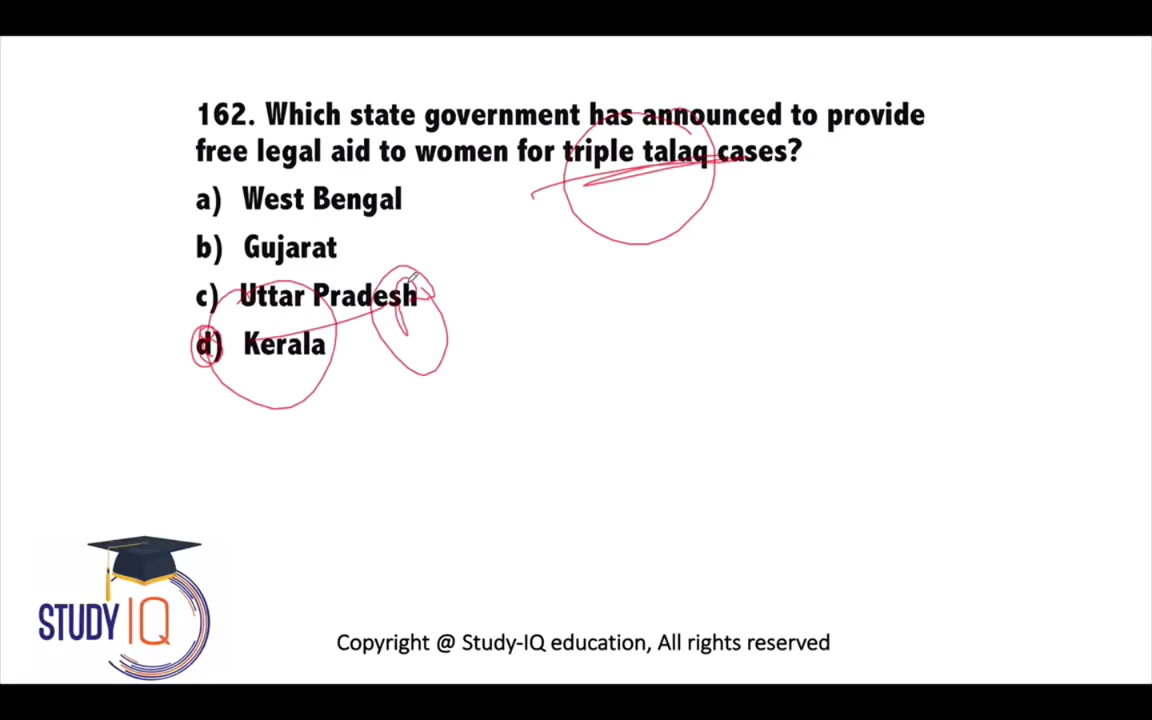 162. Which state government has announced to provide
free legal aid to women for triple talaq cases?
a) West Bengal
b) Gujarat
c) Uttar Pradesh
d) Kerala
STUDY IQ
Copyright @ Study-IQ education, All rights reserved